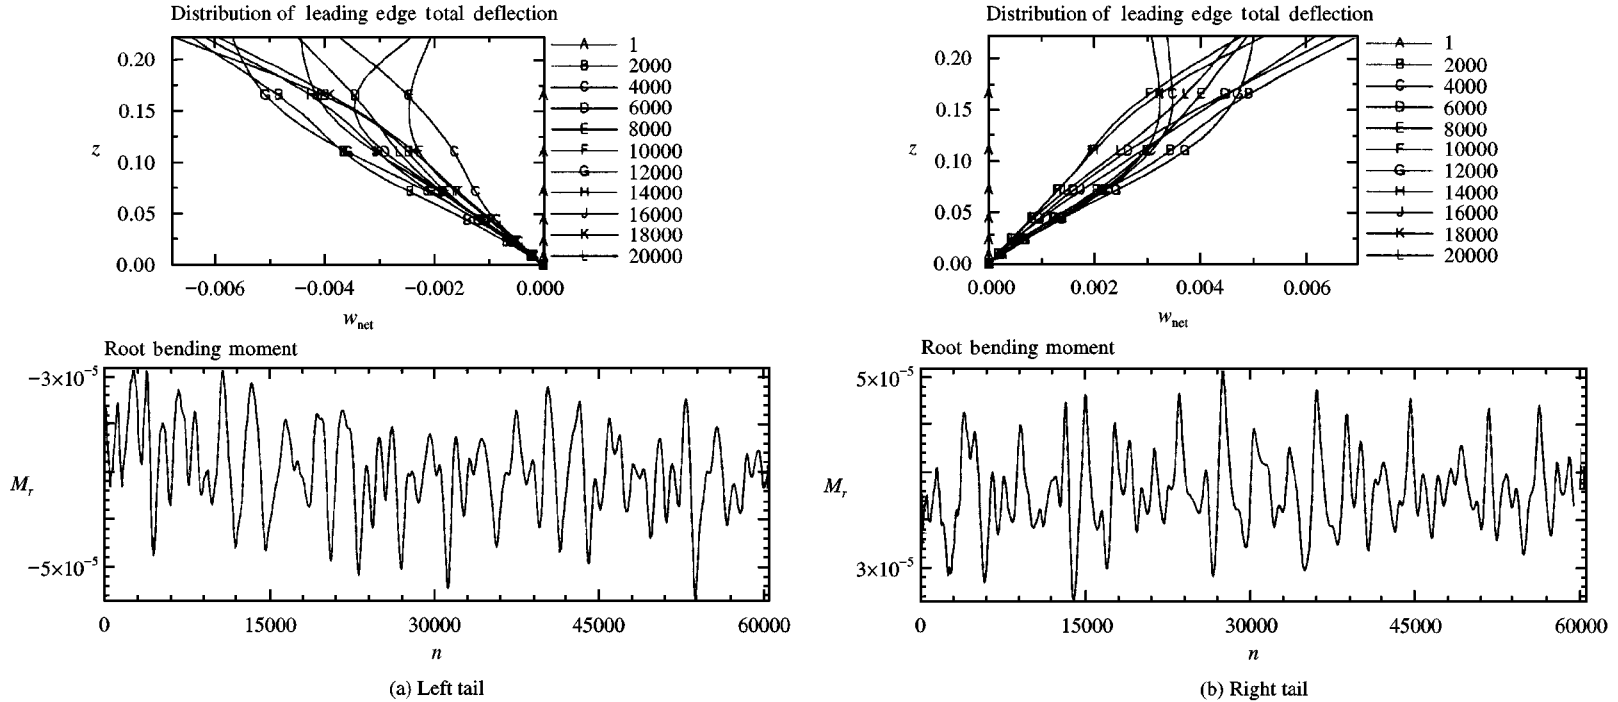 Distribution of leading edge total deflection
0.20
0.15
z
0.10
0.05
0.00
−0.006 −0.004 −0.002 0.000
w_net
A 1
B 2000
C 4000
D 6000
E 8000
F 10000
G 12000
H 14000
J 16000
K 18000
L 20000
Distribution of leading edge total deflection
0.20
0.15
z
0.10
0.05
0.00
0.000 0.002 0.004 0.006
w_net
A 1
B 2000
C 4000
D 6000
E 8000
F 10000
G 12000
H 14000
J 16000
K 18000
L 20000
Root bending moment
−3×10⁻⁵
M_r
−5×10⁻⁵
0 15000 30000 45000 60000
n
(a) Left tail
Root bending moment
5×10⁻⁵
M_r
3×10⁻⁵
0 15000 30000 45000 60000
n
(b) Right tail